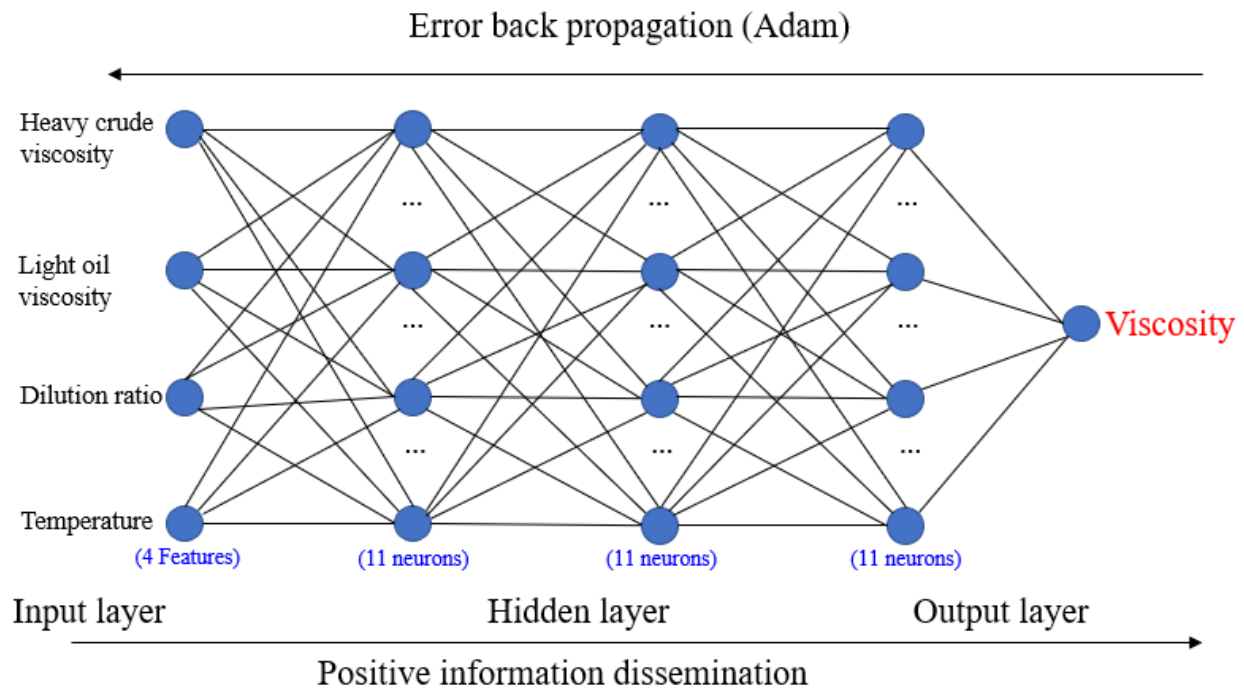 Error back propagation (Adam)
Heavy crude
viscosity
...
...
...
Light oil
viscosity
...
...
...
Viscosity
Dilution ratio
...
...
...
Temperature
(4 Features)
(11 neurons)
(11 neurons)
(11 neurons)
Input layer
Hidden layer
Output layer
Positive information dissemination